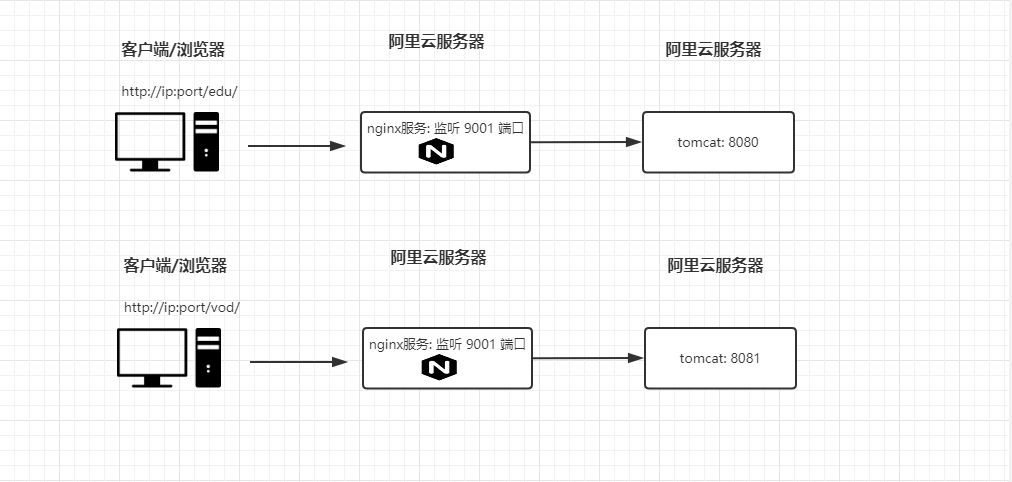 客户端/浏览器
阿里云服务器
阿里云服务器
http://ip:port/edu/
nginx服务: 监听 9001 端口
tomcat: 8080
客户端/浏览器
阿里云服务器
阿里云服务器
http://ip:port/vod/
nginx服务: 监听 9001 端口
tomcat: 8081